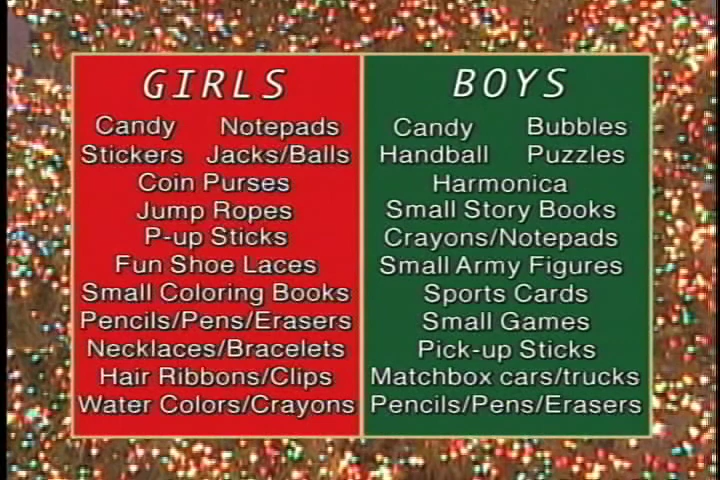 GIRLS
Candy Notepads
Stickers Jacks/Balls
Coin Purses
Jump Ropes
P-up Sticks
Fun Shoe Laces
Small Coloring Books
Pencils/Pens/Erasers
Necklaces/Bracelets
Hair Ribbons/Clips
Water Colors/Crayons
BOYS
Candy Bubbles
Handball Puzzles
Harmonica
Small Story Books
Crayons/Notepads
Small Army Figures
Sports Cards
Small Games
Pick-up Sticks
Matchbox cars/trucks
Pencils/Pens/Erasers